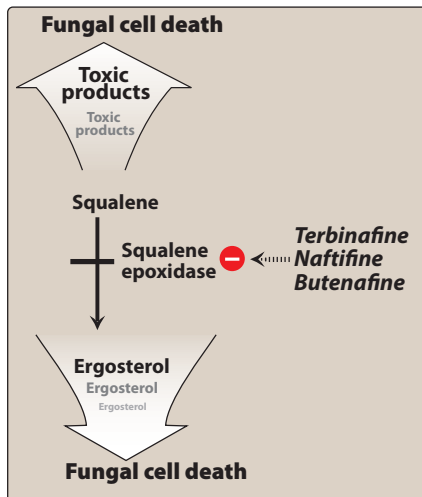 Fungal cell death
Toxic
products
Toxic
products
Squalene
Squalene
epoxidase
Terbinafine
Naftifine
Butenafine
Ergosterol
Ergosterol
Ergosterol
Fungal cell death